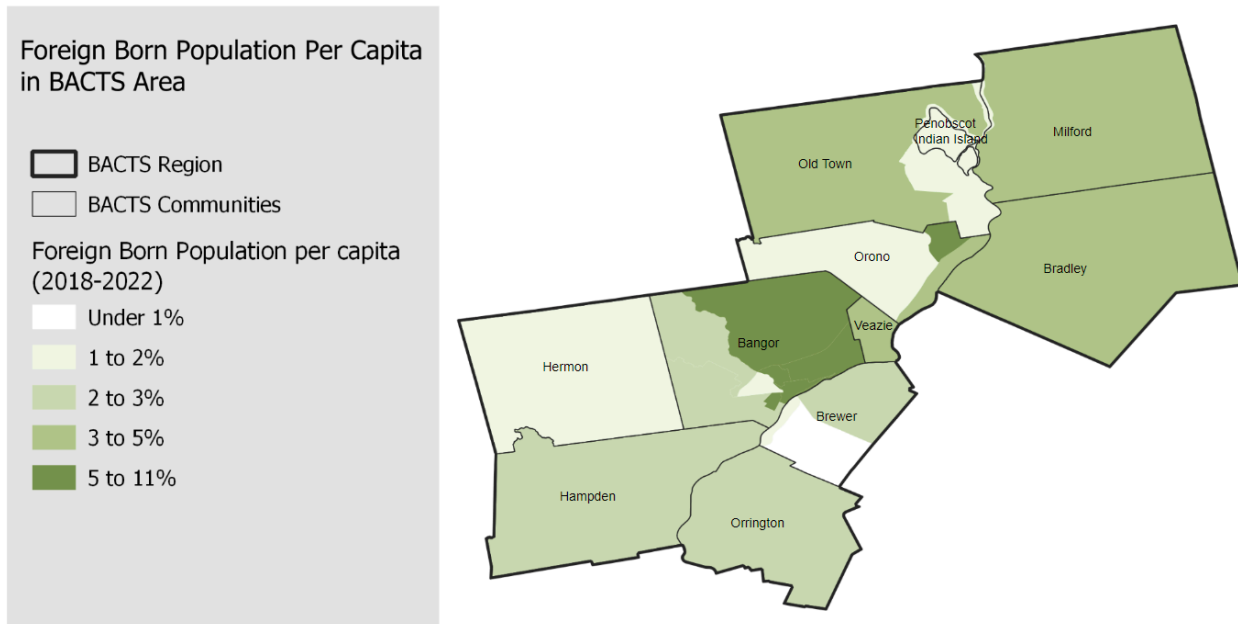 Foreign Born Population Per Capita
in BACTS Area
BACTS Region
BACTS Communities
Foreign Born Population per capita
(2018-2022)
Under 1%
1 to 2%
2 to 3%
3 to 5%
5 to 11%
Penobscot
Indian Island
Milford
Old Town
Orono
Bradley
Veazie
Bangor
Hermon
Brewer
Hampden
Orrington